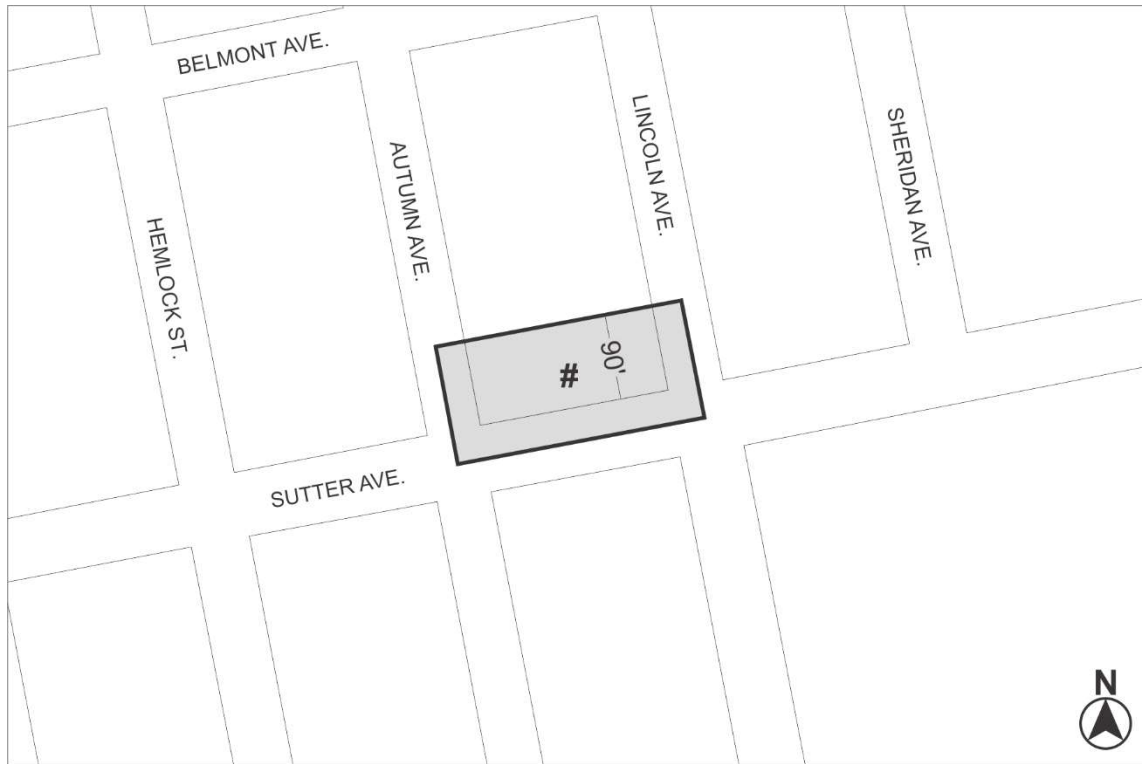 BELMONT AVE.
LINCOLN AVE.
SHERIDAN AVE.
AUTUMN AVE.
HEMLOCK ST.
90'
#
SUTTER AVE.
N